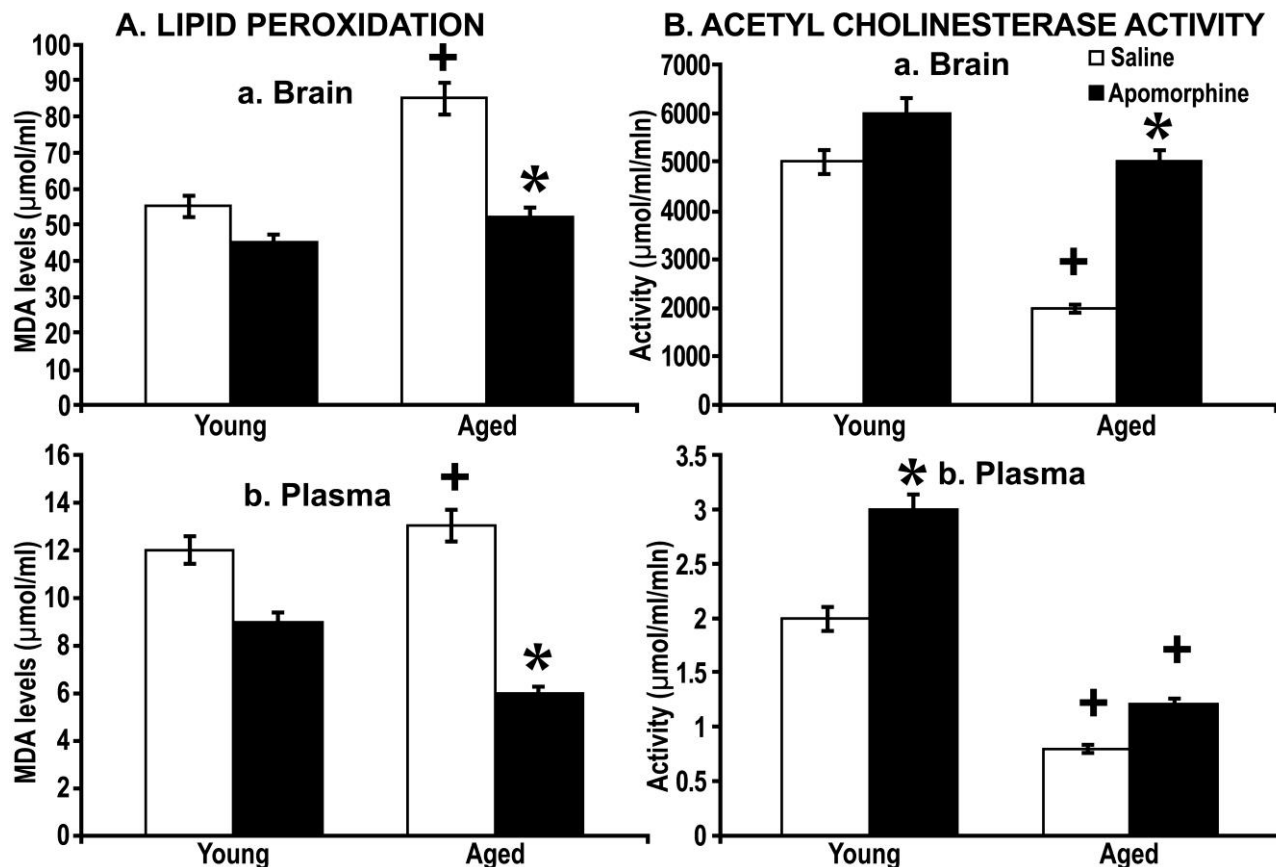 A. LIPID PEROXIDATION
a. Brain
MDA levels (µmol/ml)
100
90
80
70
60
50
40
30
20
10
0
+
*
Young Aged
b. Plasma
MDA levels (µmol/ml)
16
14
12
10
8
6
4
2
0
+
*
Young Aged
B. ACETYL CHOLINESTERASE ACTIVITY
a. Brain
Saline
Apomorphine
Activity (µmol/ml/mln)
7000
6000
5000
4000
3000
2000
1000
0
+
*
Young Aged
b. Plasma
Activity (µmol/ml/mln)
3.5
3
2.5
2
1.5
1
0.5
0
*
+
+
Young Aged